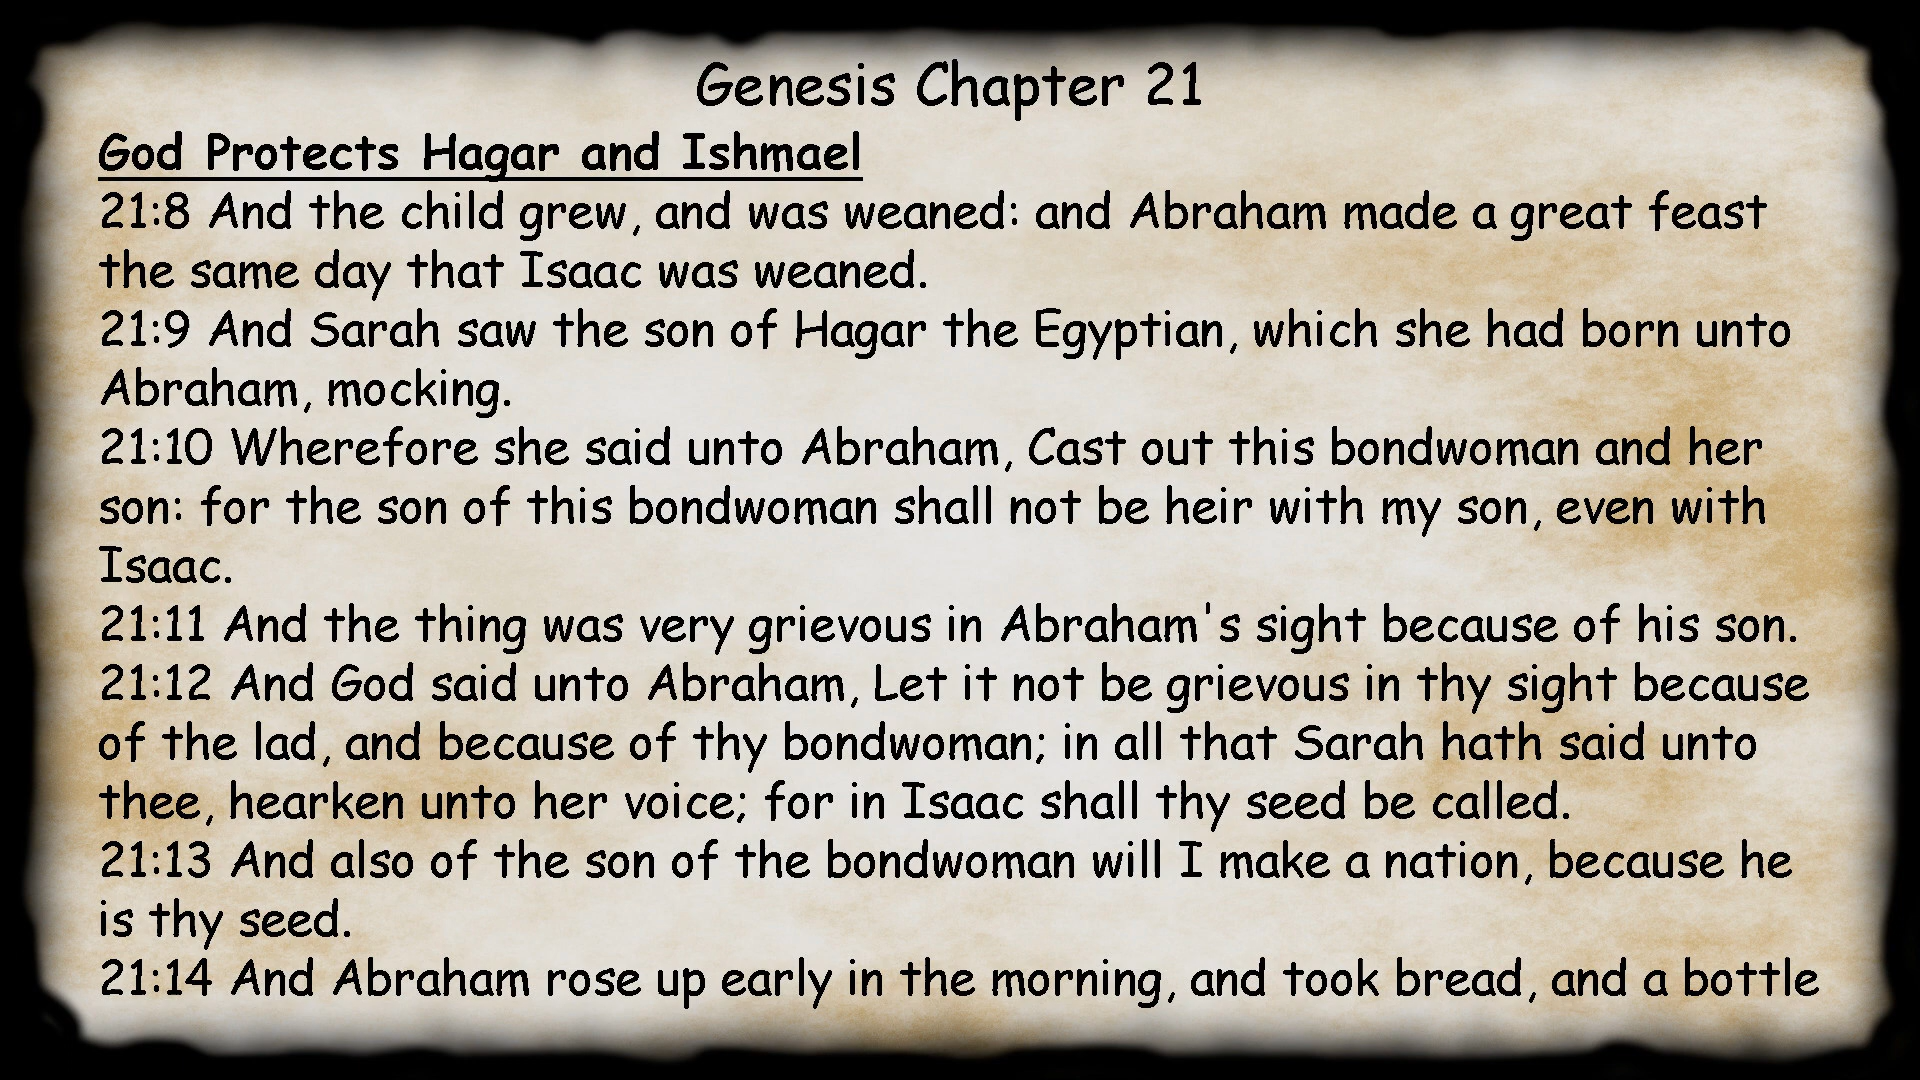 Genesis Chapter 21
God Protects Hagar and Ishmael
21:8 And the child grew, and was weaned: and Abraham made a great feast
the same day that Isaac was weaned.
21:9 And Sarah saw the son of Hagar the Egyptian, which she had born unto
Abraham, mocking.
21:10 Wherefore she said unto Abraham, Cast out this bondwoman and her
son: for the son of this bondwoman shall not be heir with my son, even with
Isaac.
21:11 And the thing was very grievous in Abraham's sight because of his son.
21:12 And God said unto Abraham, Let it not be grievous in thy sight because
of the lad, and because of thy bondwoman; in all that Sarah hath said unto
thee, hearken unto her voice; for in Isaac shall thy seed be called.
21:13 And also of the son of the bondwoman will I make a nation, because he
is thy seed.
21:14 And Abraham rose up early in the morning, and took bread, and a bottle